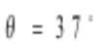 θ = 37°